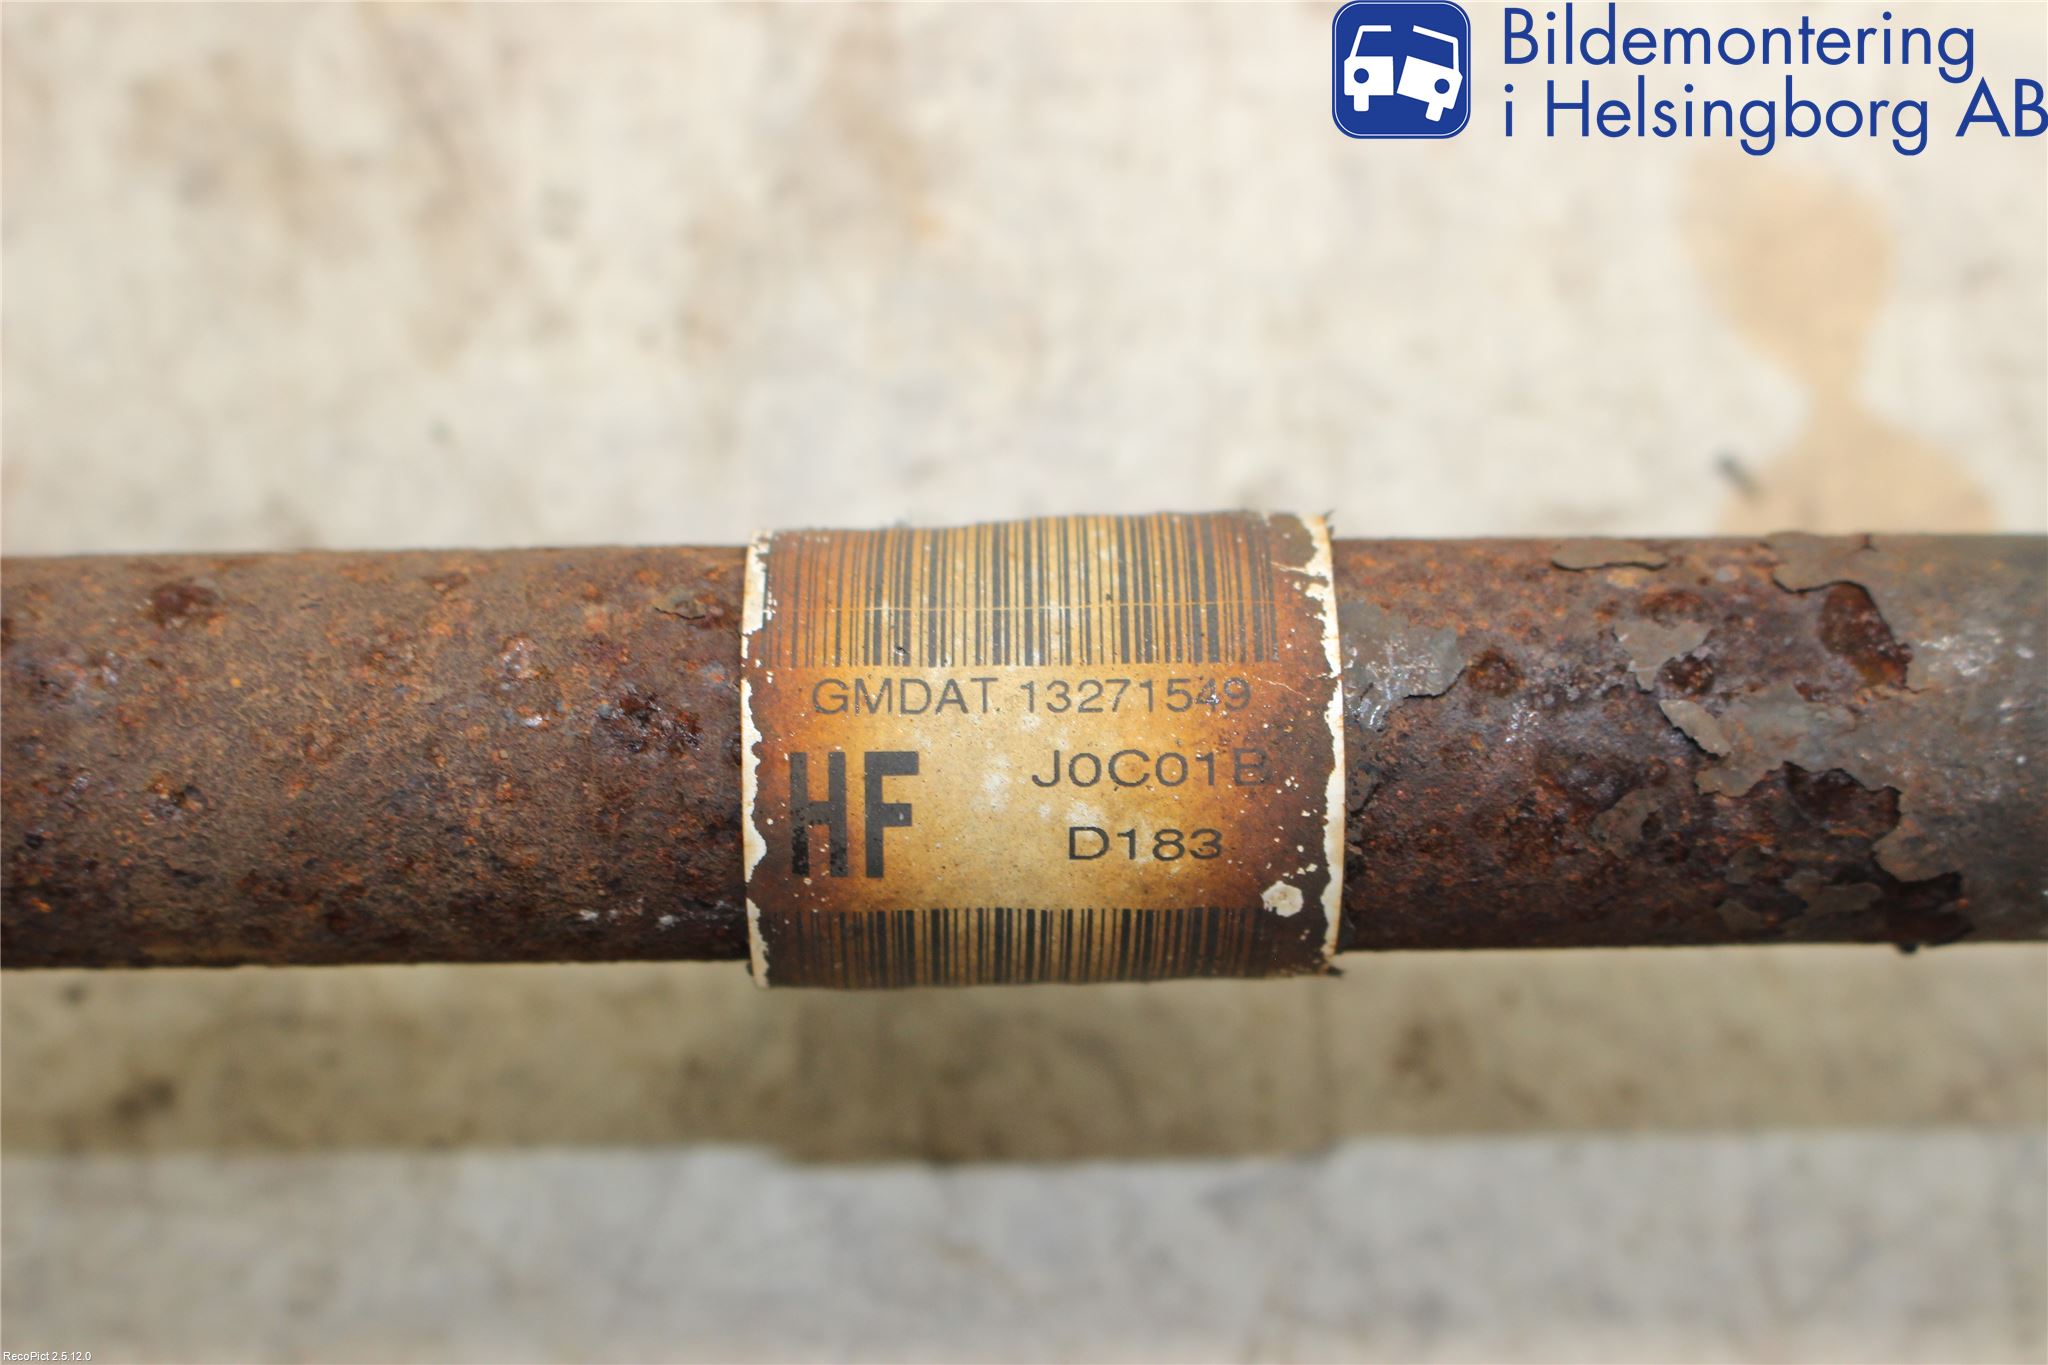 Bildemontering
i Helsingborg AB
GMDAT. 13271549
HF
J0C01B
D183
RecoPict 2.5.12.0